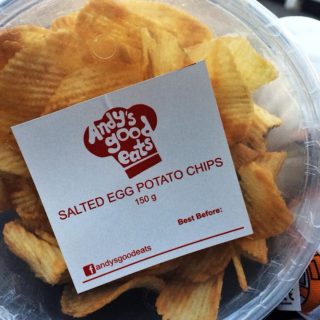 Andy's
good
eats
SALTED EGG POTATO CHIPS
150 g
Best Before:
f andysgoodeats